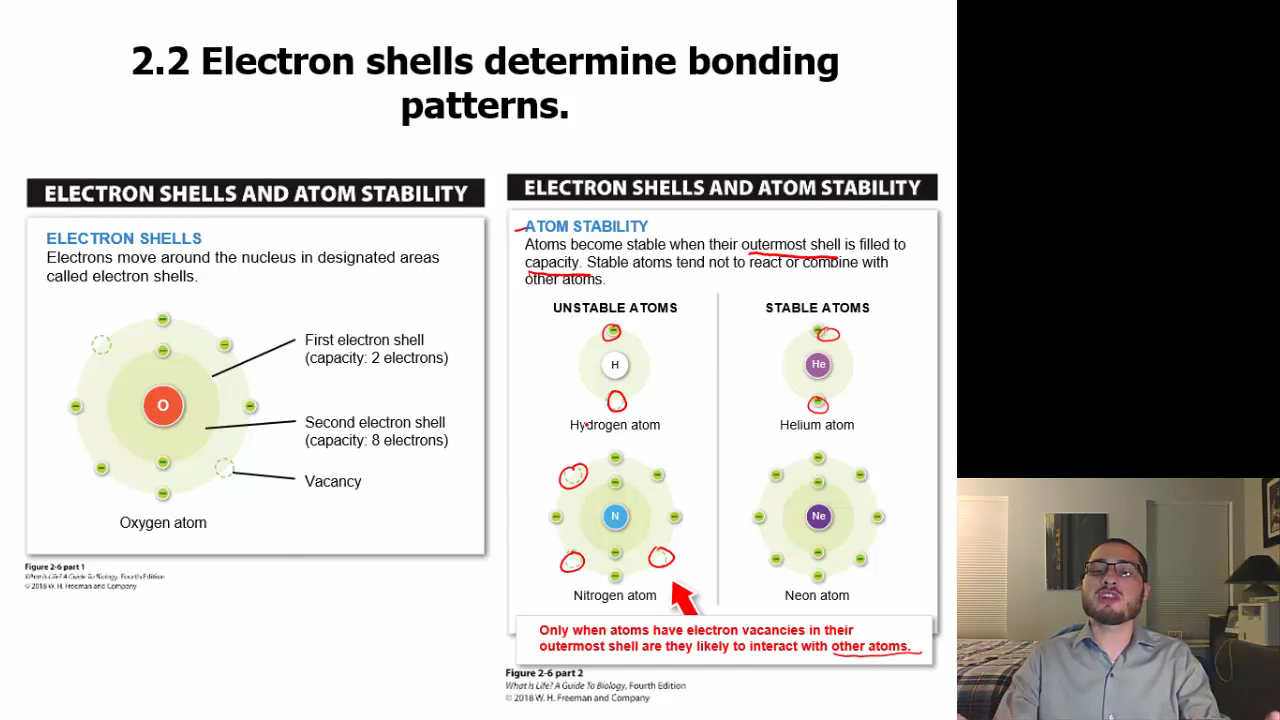 2.2 Electron shells determine bonding
patterns.
ELECTRON SHELLS AND ATOM STABILITY
ELECTRON SHELLS
Electrons move around the nucleus in designated areas
called electron shells.
First electron shell
(capacity: 2 electrons)
O
Second electron shell
(capacity: 8 electrons)
Vacancy
Oxygen atom
Figure 2-6 part 1
What Is Life? A Guide To Biology, Fourth Edition
© 2018 W. H. Freeman and Company
ELECTRON SHELLS AND ATOM STABILITY
ATOM STABILITY
Atoms become stable when their outermost shell is filled to
capacity. Stable atoms tend not to react or combine with
other atoms.
UNSTABLE ATOMS
STABLE ATOMS
H
He
Hydrogen atom
Helium atom
N
Ne
Nitrogen atom
Neon atom
Only when atoms have electron vacancies in their
outermost shell are they likely to interact with other atoms.
Figure 2-6 part 2
What Is Life? A Guide To Biology, Fourth Edition
© 2018 W. H. Freeman and Company